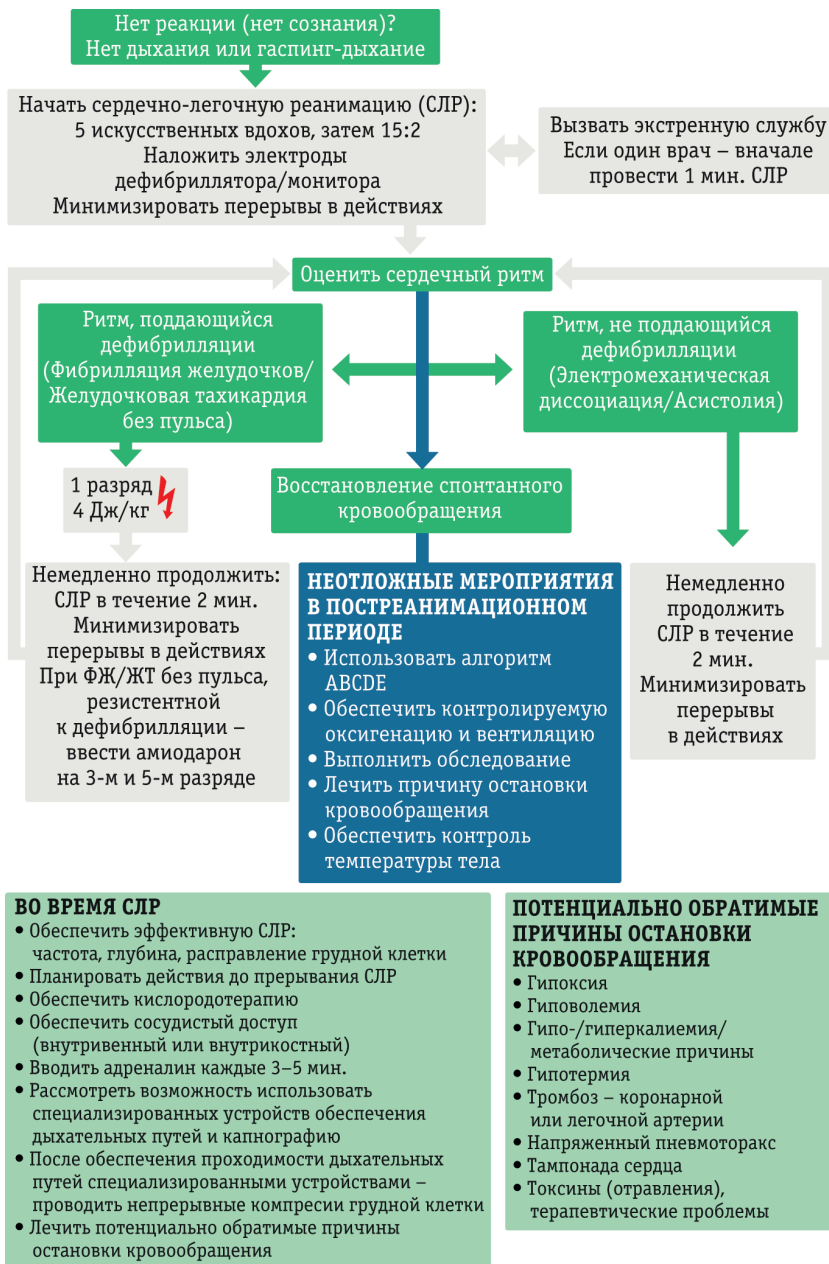 Нет реакции (нет сознания)?
Нет дыхания или гаспинг-дыхание
Начать сердечно-легочную реанимацию (СЛР):
5 искусственных вдохов, затем 15:2
Наложить электроды
дефибриллятора/монитора
Минимизировать перерывы в действиях
Вызвать экстренную службу
Если один врач – вначале
провести 1 мин. СЛР
Оценить сердечный ритм
Ритм, поддающийся
дефибрилляции
(Фибрилляция желудочков/
Желудочковая тахикардия
без пульса)
Ритм, не поддающийся
дефибрилляции
(Электромеханическая
диссоциация/Асистолия)
1 разряд
4 Дж/кг
Восстановление спонтанного
кровообращения
Немедленно продолжить:
СЛР в течение 2 мин.
Минимизировать
перерывы в действиях
При ФЖ/ЖТ без пульса,
резистентной
к дефибрилляции –
ввести амиодарон
на 3-м и 5-м разряде
НЕОТЛОЖНЫЕ МЕРОПРИЯТИЯ
В ПОСТРЕАНИМАЦИОННОМ
ПЕРИОДЕ
• Использовать алгоритм
ABCDE
• Обеспечить контролируемую
оксигенацию и вентиляцию
• Выполнить обследование
• Лечить причину остановки
кровообращения
• Обеспечить контроль
температуры тела
Немедленно
продолжить
СЛР в течение
2 мин.
Минимизировать
перерывы
в действиях
ВО ВРЕМЯ СЛР
• Обеспечить эффективную СЛР:
частота, глубина, расправление грудной клетки
• Планировать действия до прерывания СЛР
• Обеспечить кислородотерапию
• Обеспечить сосудистый доступ
(внутривенный или внутрикостный)
• Вводить адреналин каждые 3–5 мин.
• Рассмотреть возможность использовать
специализированных устройств обеспечения
дыхательных путей и капнографию
• После обеспечения проходимости дыхательных
путей специализированными устройствами –
проводить непрерывные компресии грудной клетки
• Лечить потенциально обратимые причины
остановки кровообращения
ПОТЕНЦИАЛЬНО ОБРАТИМЫЕ
ПРИЧИНЫ ОСТАНОВКИ
КРОВООБРАЩЕНИЯ
• Гипоксия
• Гиповолемия
• Гипо-/гиперкалиемия/
метаболические причины
• Гипотермия
• Тромбоз – коронарной
или легочной артерии
• Напряженный пневмоторакс
• Тампонада сердца
• Токсины (отравления),
терапевтические проблемы